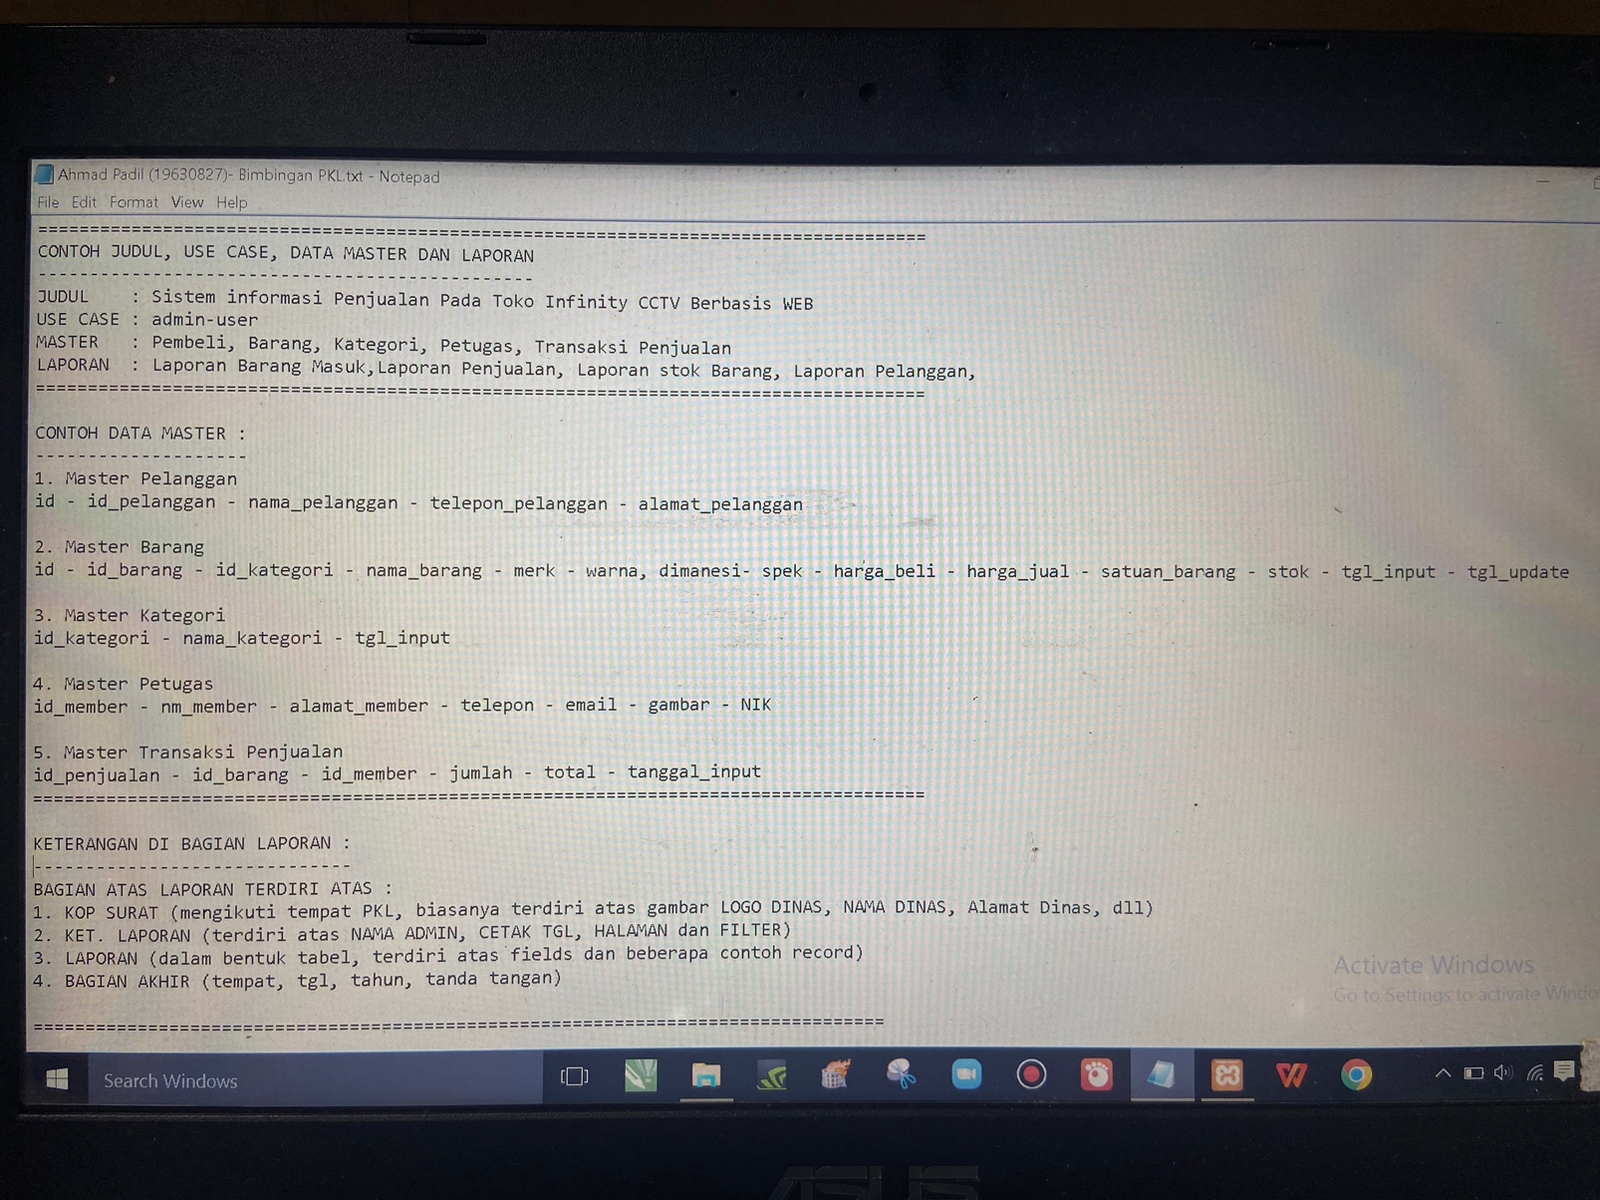 Ahmad Padil (19630827)- Bimbingan PKL.txt - Notepad
File Edit Format View Help
=====================================================================================
CONTOH JUDUL, USE CASE, DATA MASTER DAN LAPORAN
-----------------------------------------------
JUDUL : Sistem informasi Penjualan Pada Toko Infinity CCTV Berbasis WEB
USE CASE : admin-user
MASTER : Pembeli, Barang, Kategori, Petugas, Transaksi Penjualan
LAPORAN : Laporan Barang Masuk,Laporan Penjualan, Laporan stok Barang, Laporan Pelanggan,
=====================================================================================
CONTOH DATA MASTER :
--------------------
1. Master Pelanggan
id - id_pelanggan - nama_pelanggan - telepon_pelanggan - alamat_pelanggan
2. Master Barang
id - id_barang - id_kategori - nama_barang - merk - warna, dimanesi- spek - harga_beli - harga_jual - satuan_barang - stok - tgl_input - tgl_update
3. Master Kategori
id_kategori - nama_kategori - tgl_input
4. Master Petugas
id_member - nm_member - alamat_member - telepon - email - gambar - NIK
5. Master Transaksi Penjualan
id_penjualan - id_barang - id_member - jumlah - total - tanggal_input
=====================================================================================
KETERANGAN DI BAGIAN LAPORAN :
------------------------------
BAGIAN ATAS LAPORAN TERDIRI ATAS :
1. KOP SURAT (mengikuti tempat PKL, biasanya terdiri atas gambar LOGO DINAS, NAMA DINAS, Alamat Dinas, dll)
2. KET. LAPORAN (terdiri atas NAMA ADMIN, CETAK TGL, HALAMAN dan FILTER)
3. LAPORAN (dalam bentuk tabel, terdiri atas fields dan beberapa contoh record)
4. BAGIAN AKHIR (tempat, tgl, tahun, tanda tangan)
=================================================================================
Activate Windows
Go to Settings to activate Windo
Search Windows
ASUS